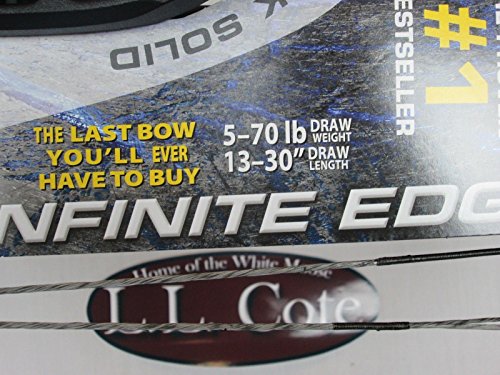 K SOLID
#1
ESTSELLER
THE LAST BOW
YOU'LL EVER
HAVE TO BUY
5–70 lb DRAW WEIGHT
13–30" DRAW LENGTH
NFINITE EDG
Home of the White Moose
L.L. Cote